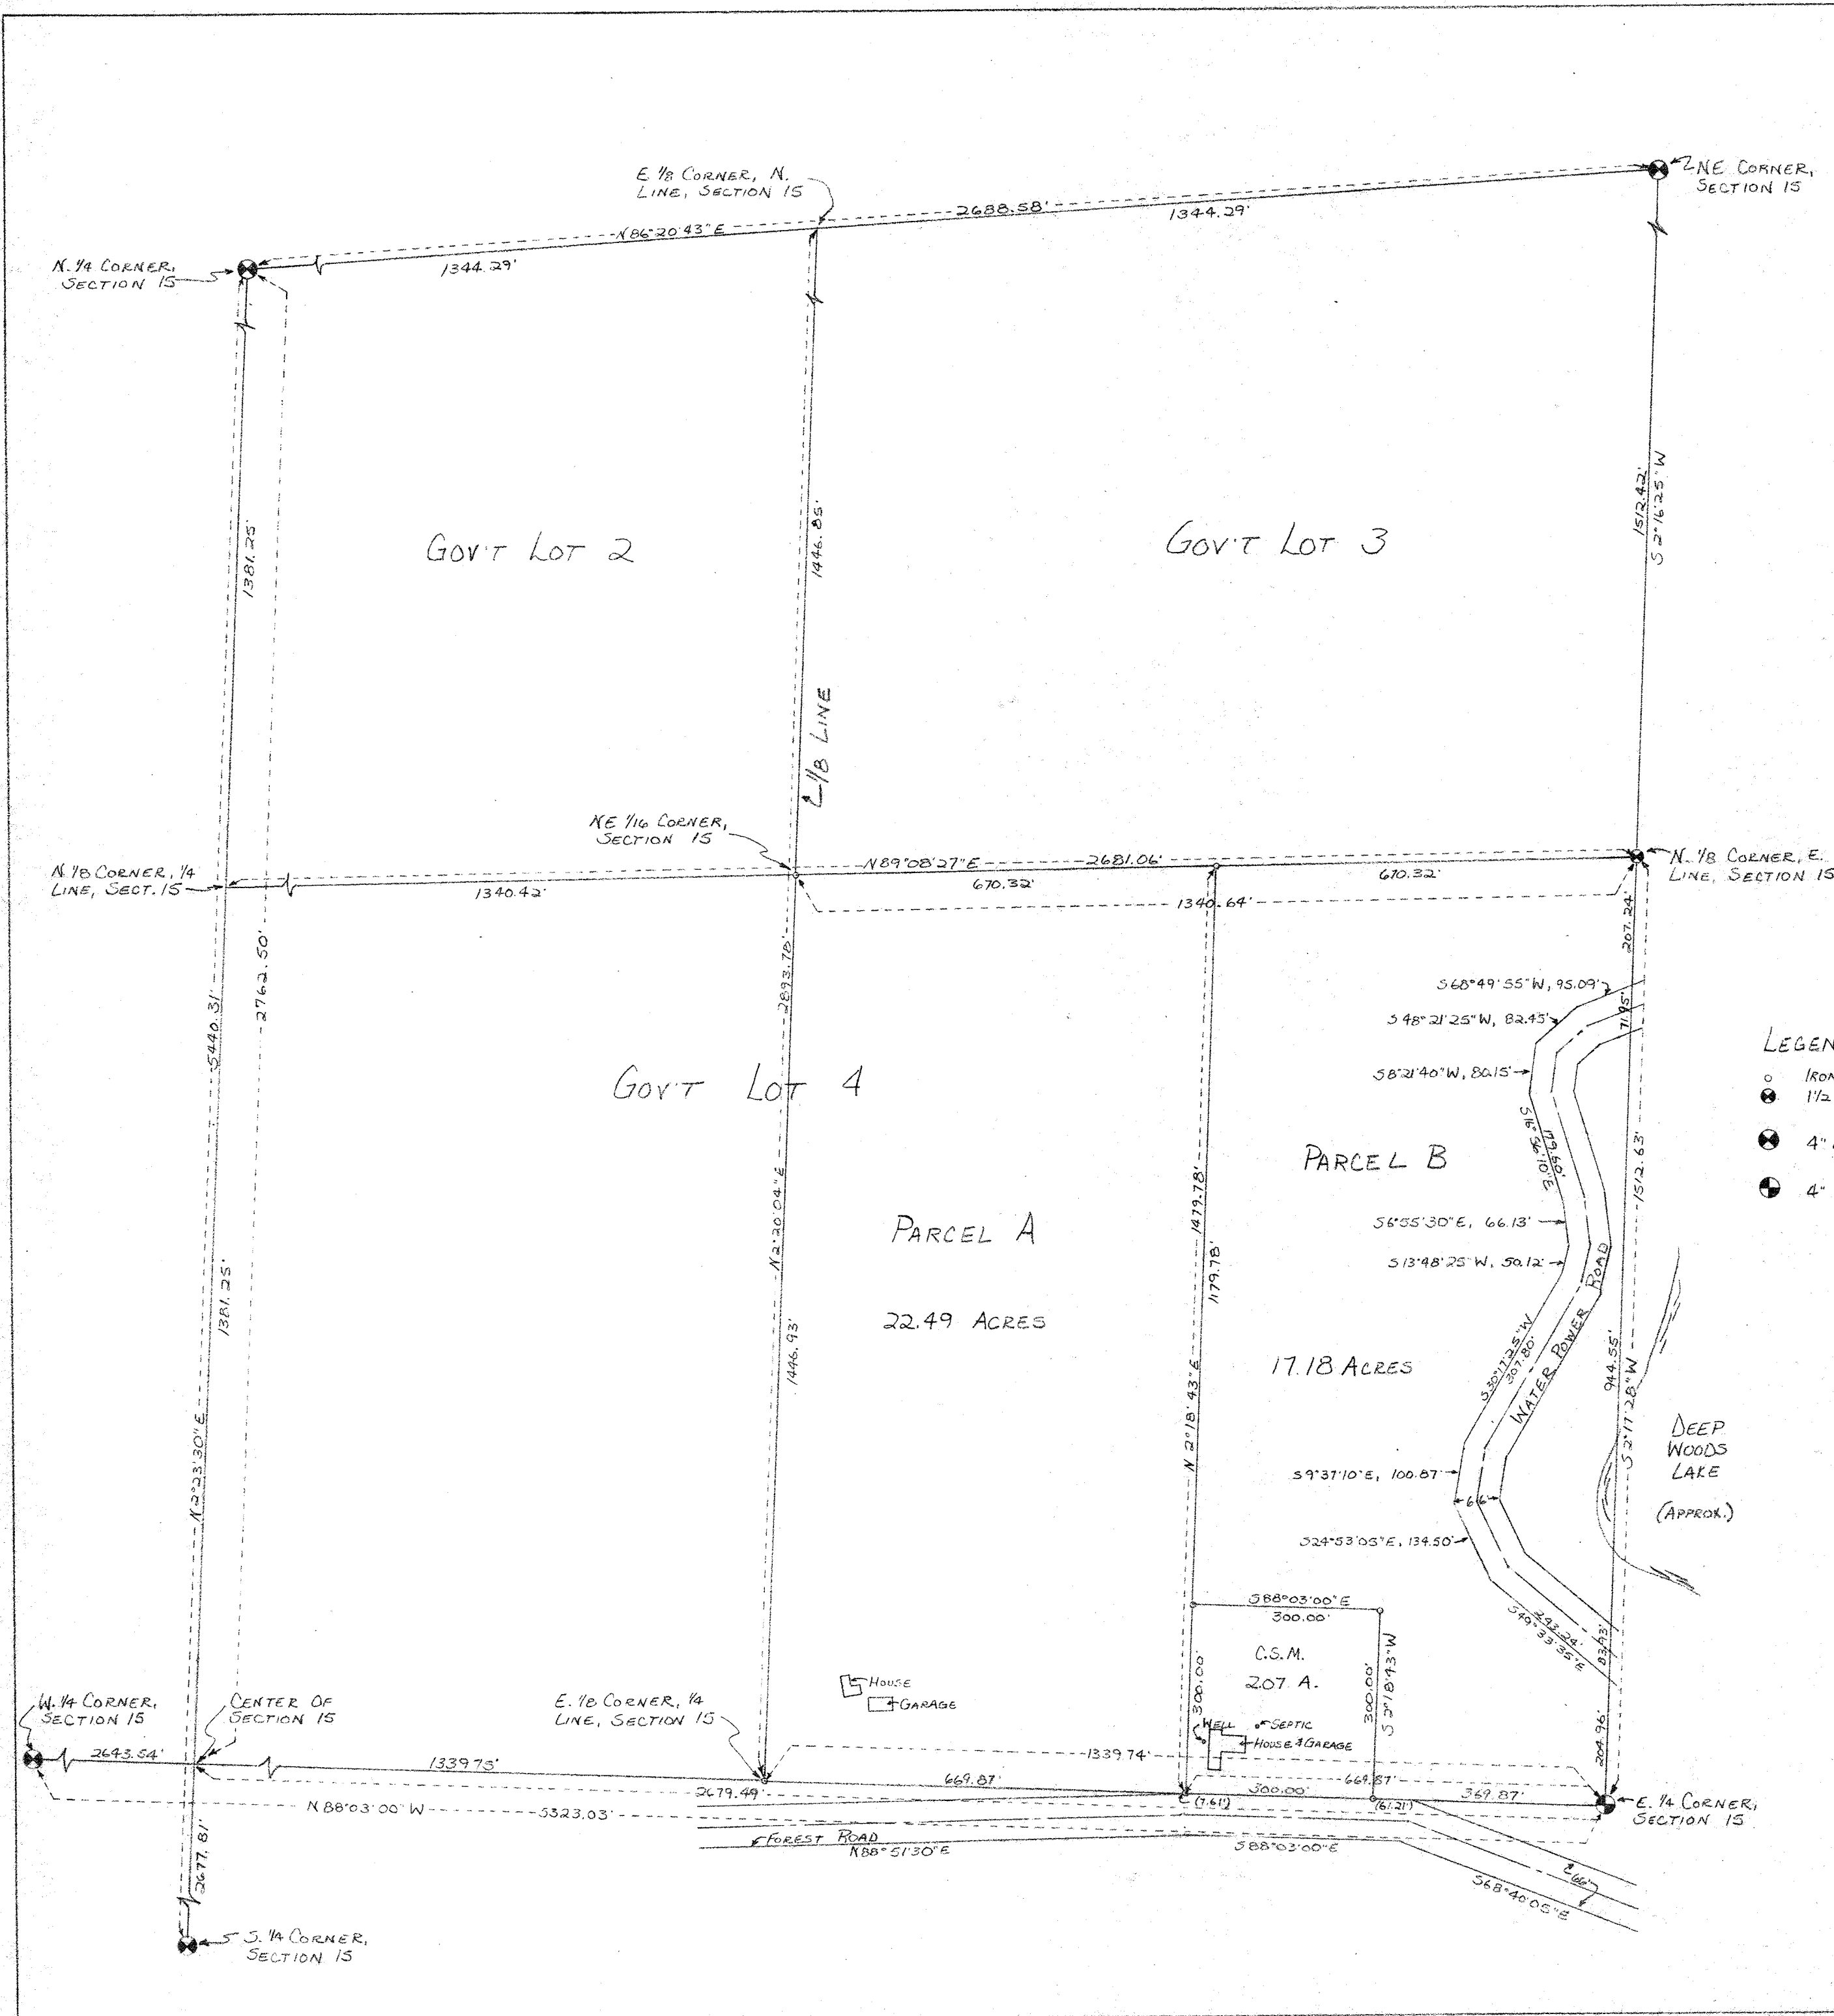 E. 1/8 CORNER, N.
LINE, SECTION 15
NE CORNER,
SECTION 15
2688.58'
1344.29'
N86°20'43"E
1344.29'
N. 1/4 CORNER,
SECTION 15
1381.25'
GOV'T LOT 2
1446.85'
GOV'T LOT 3
1512.42'
S 2°16'25"W
1/8 LINE
NE 1/16 CORNER,
SECTION 15
N. 1/8 CORNER, 1/4
LINE, SECT. 15
1340.42'
N89°08'27"E
2681.06'
670.32'
670.32'
1340.64'
N. 1/8 CORNER, E.
LINE, SECTION 15
207.24'
2762.50'
5440.31'
2893.78'
S68°49'55"W, 95.09'
S48°21'25"W, 82.45'
71.95'
S8°21'40"W, 80.15'
LEGEN
IRON
1 1/2
4"
4"
GOV'T LOT 4
179.60'
S16°56'10"E
PARCEL B
1512.63'
N2°20'04"E
1479.78'
PARCEL A
S6°55'30"E, 66.13'
S13°48'25"W, 50.12'
1179.78'
1381.25'
22.49 ACRES
1446.93'
17.18 ACRES
S30°17'25"W
307.80'
WATER POWER ROAD
944.55'
S2°17'28"W
N2°23'30"E
N 2°18'43"E
DEEP
WOODS
LAKE
(APPROX.)
S9°37'10"E, 100.87'
66'
S24°53'05"E, 134.50'
S88°03'00"E
300.00'
243.24'
S49°33'35"E
83.93'
C.S.M.
2.07 A.
300.00'
300.00'
S 2°18'43"W
HOUSE
GARAGE
WELL
SEPTIC
HOUSE & GARAGE
204.96'
W. 1/4 CORNER,
SECTION 15
CENTER OF
SECTION 15
E. 1/8 CORNER, 1/4
LINE, SECTION 15
2643.54'
1339.75'
1339.74'
669.87'
669.87'
2679.49'
300.00'
369.87'
(7.61')
(61.21')
E. 1/4 CORNER,
SECTION 15
N88°03'00"W
5323.03'
FOREST ROAD
N88°51'30"E
S88°03'00"E
66'
S68°40'05"E
2677.81'
S. 1/4 CORNER,
SECTION 15